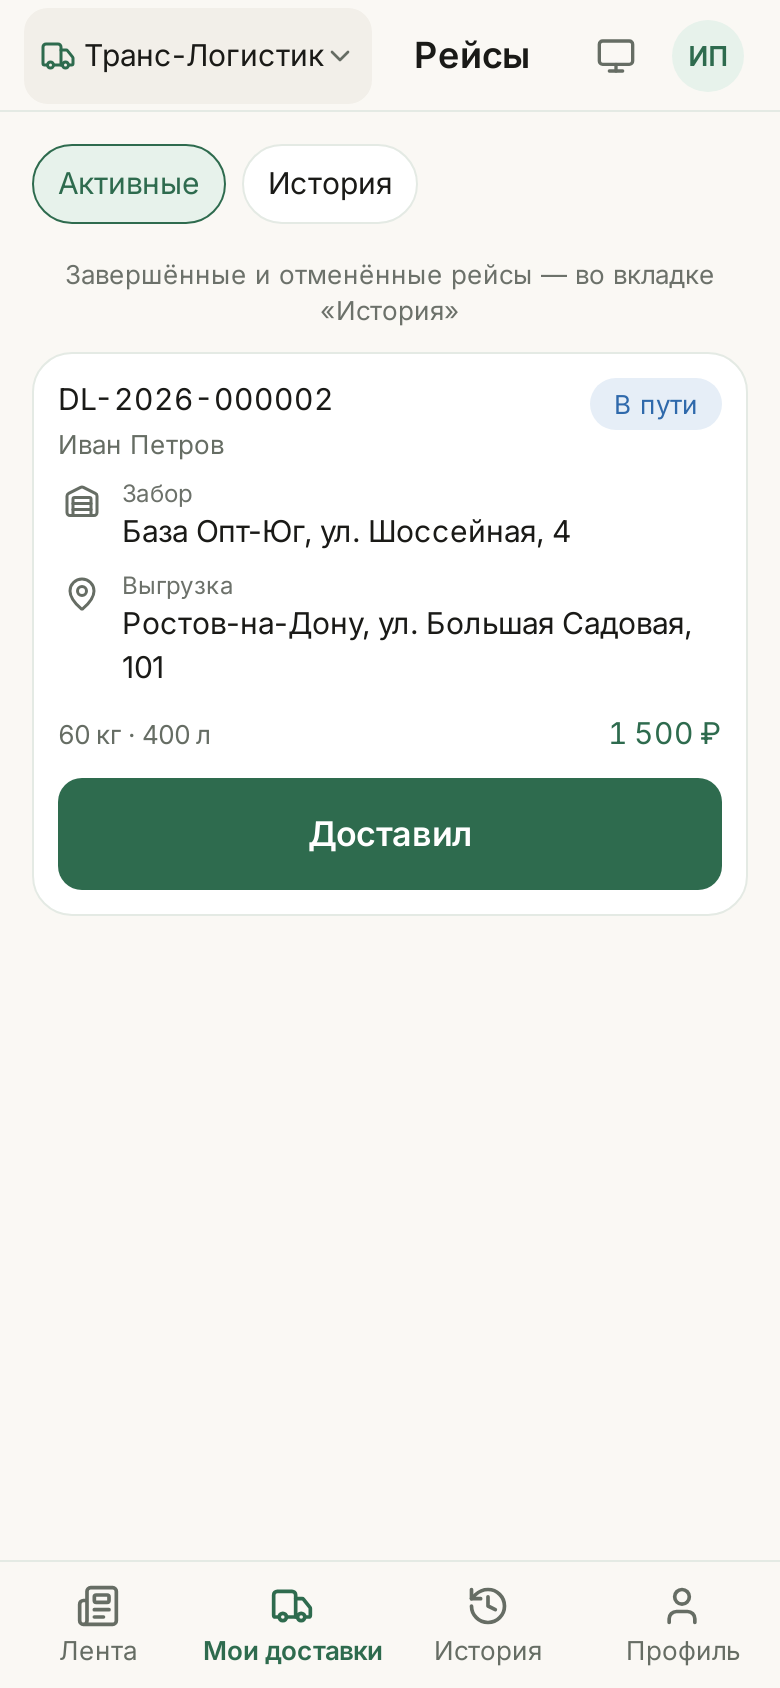 Транс-Логистик
Рейсы
ИП
Активные
История
Завершённые и отменённые рейсы — во вкладке
«История»
DL-2026-000002
В пути
Иван Петров
Забор
База Опт-Юг, ул. Шоссейная, 4
Выгрузка
Ростов-на-Дону, ул. Большая Садовая,
101
60 кг · 400 л
1 500 ₽
Доставил
Лента
Мои доставки
История
Профиль